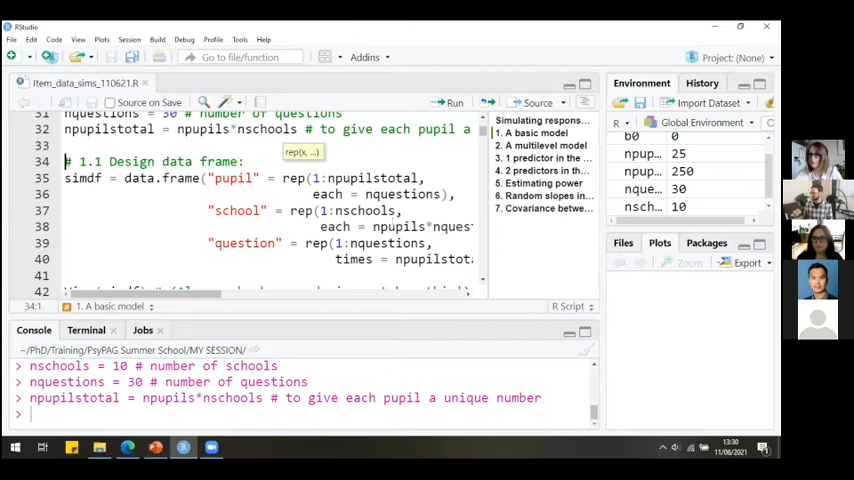 RStudio
File Edit Code View Plots Session Build Debug Profile Tools Help
Go to file/function
Addins
Project: (None)
Item_data_sims_110621.R
Source on Save
Run
Source
31 nquestions = 30 # number of questions
32 npupilstotal = npupils*nschools # to give each pupil a
33
rep(x, ...)
34 # 1.1 Design data frame:
35 simdf = data.frame("pupil" = rep(1:npupilstotal,
36 each = nquestions),
37 "school" = rep(1:nschools,
38 each = npupils*nquest
39 "question" = rep(1:nquestions,
40 times = npupilstota
41
42
34:1
1. A basic model
R Script
Simulating respons...
1. A basic model
2. A multilevel model
3. 1 predictor in the ...
4. 2 predictors in th...
5. Estimating power
6. Random slopes in ...
7. Covariance betwe...
Environment History
Import Dataset
R Global Environment
b0 0
npup... 25
npup... 250
nque... 30
nsch... 10
Files Plots Packages
Zoom Export
Console Terminal Jobs
~/PhD/Training/PsyPAG Summer School/MY SESSION/
> nschools = 10 # number of schools
> nquestions = 30 # number of questions
> npupilstotal = npupils*nschools # to give each pupil a unique number
>
13:30
11/06/2021